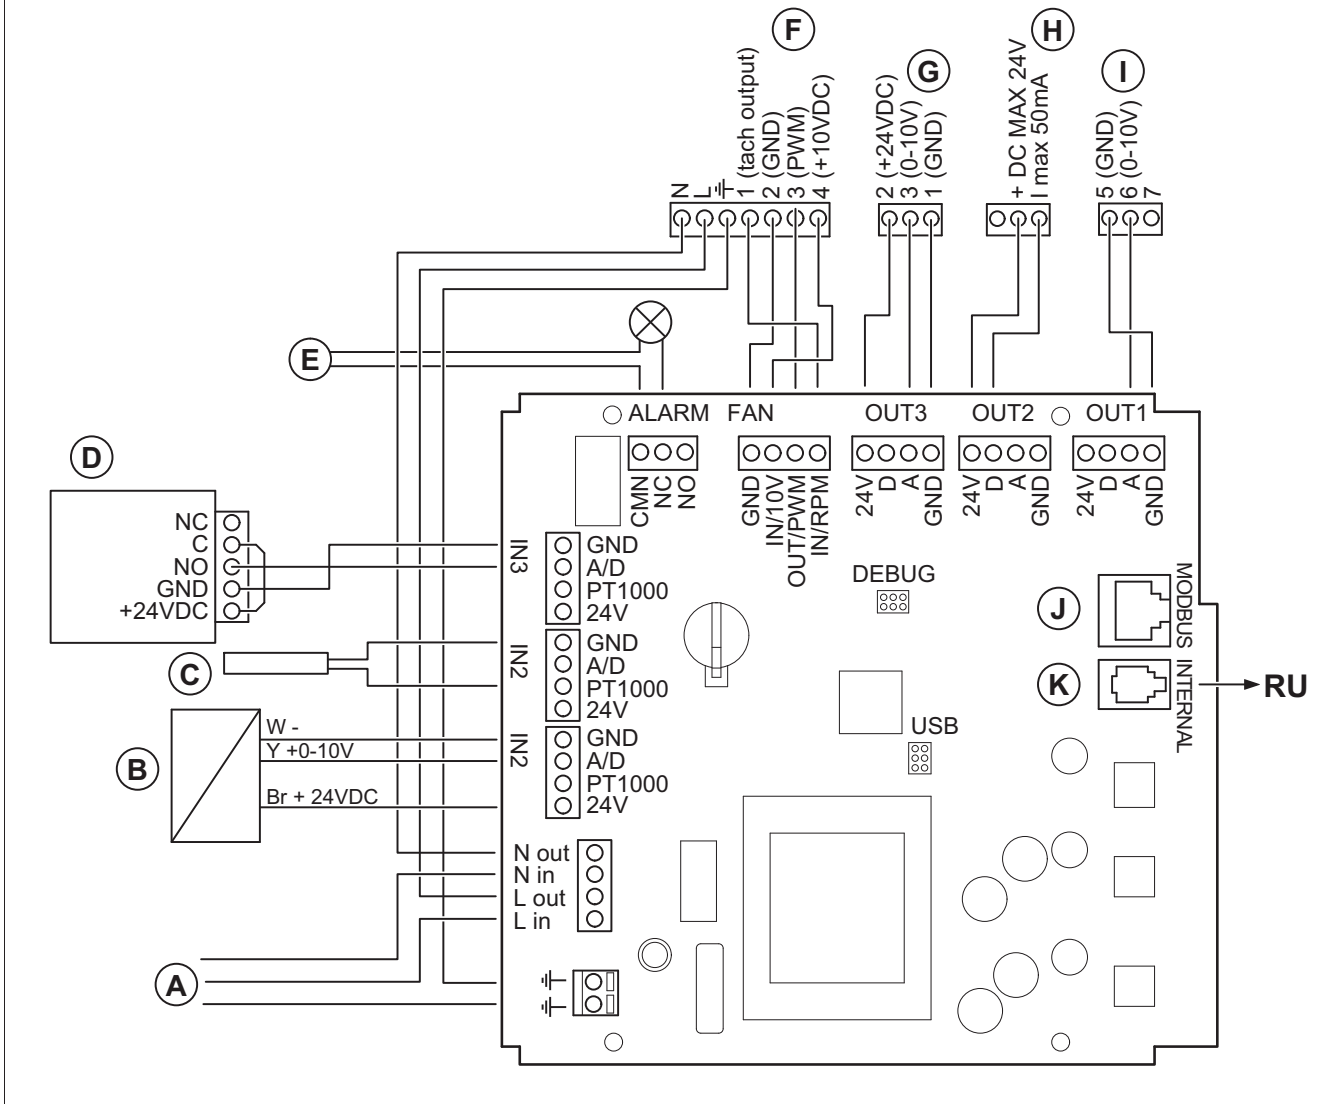 F
H
G
I
N
L
1 (tach output)
2 (GND)
3 (PWM)
4 (+10VDC)
2 (+24VDC)
3 (0-10V)
1 (GND)
+ DC MAX 24V
I max 50mA
5 (GND)
6 (0-10V)
7
E
ALARM
FAN
OUT3
OUT2
OUT1
CMN
NC
NO
GND
IN/10V
OUT/PWM
IN/RPM
24V
D
A
GND
24V
D
A
GND
24V
D
A
GND
D
NC
C
NO
GND
+24VDC
IN3
GND
A/D
PT1000
24V
DEBUG
J
MODBUS
C
IN2
GND
A/D
PT1000
24V
K
INTERNAL
RU
B
W -
Y +0-10V
Br + 24VDC
IN2
GND
A/D
PT1000
24V
USB
N out
N in
L out
L in
A